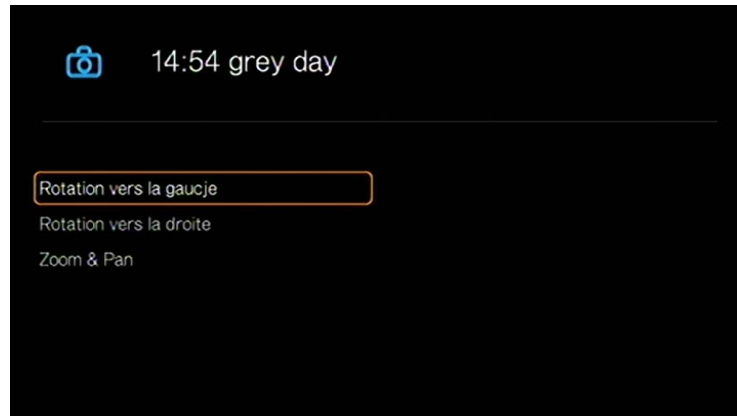 14:54 grey day
Rotation vers la gaucje
Rotation vers la droite
Zoom & Pan